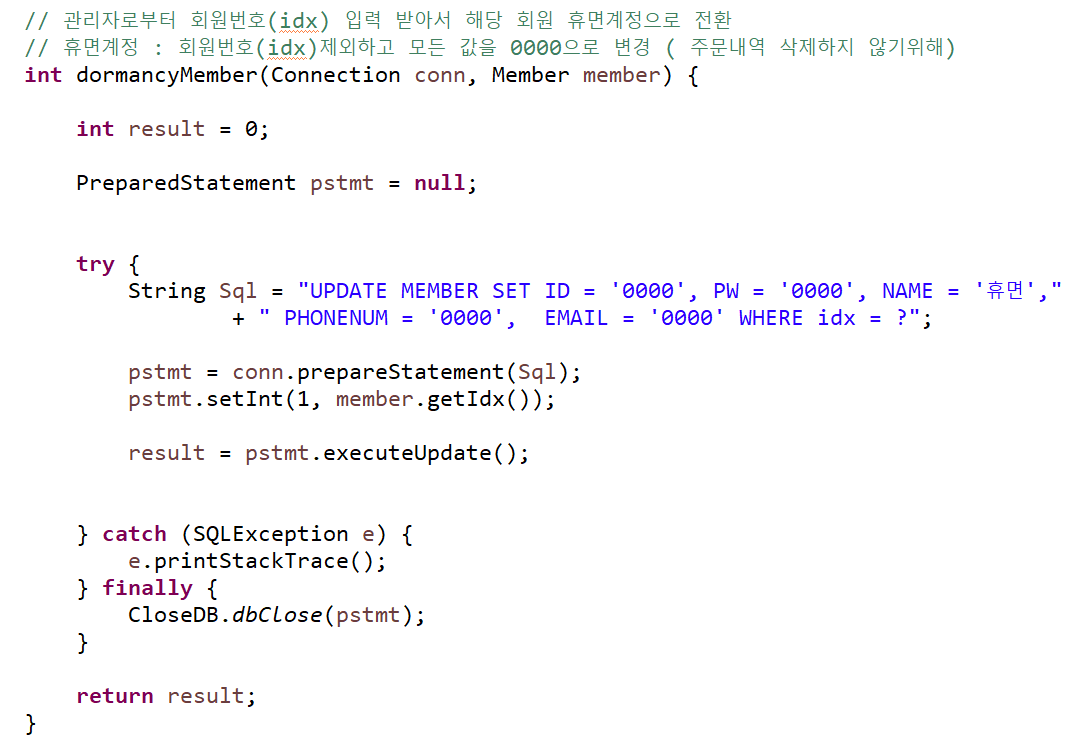 // 관리자로부터 회원번호(idx) 입력 받아서 해당 회원 휴면계정으로 전환
// 휴면계정 : 회원번호(idx)제외하고 모든 값을 0000으로 변경 ( 주문내역 삭제하지 않기위해)
int dormancyMember(Connection conn, Member member) {
int result = 0;
PreparedStatement pstmt = null;
try {
String Sql = "UPDATE MEMBER SET ID = '0000', PW = '0000', NAME = '휴면',"
+ " PHONENUM = '0000',  EMAIL = '0000' WHERE idx = ?";
pstmt = conn.prepareStatement(Sql);
pstmt.setInt(1, member.getIdx());
result = pstmt.executeUpdate();
} catch (SQLException e) {
e.printStackTrace();
} finally {
CloseDB.dbClose(pstmt);
}
return result;
}